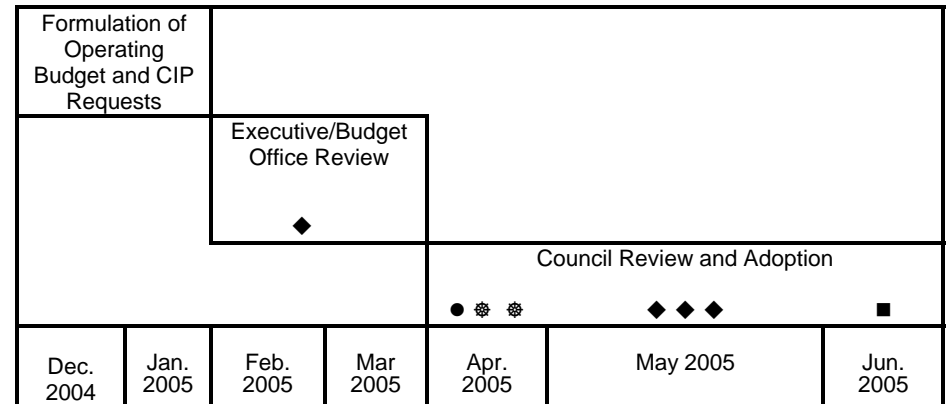 Formulation of
Operating
Budget and CIP
Requests
Executive/Budget
Office Review
◆
Council Review and Adoption
● ☸ ☸ ◆ ◆ ◆ ■
Dec.
2004
Jan.
2005
Feb.
2005
Mar
2005
Apr.
2005
May 2005
Jun.
2005